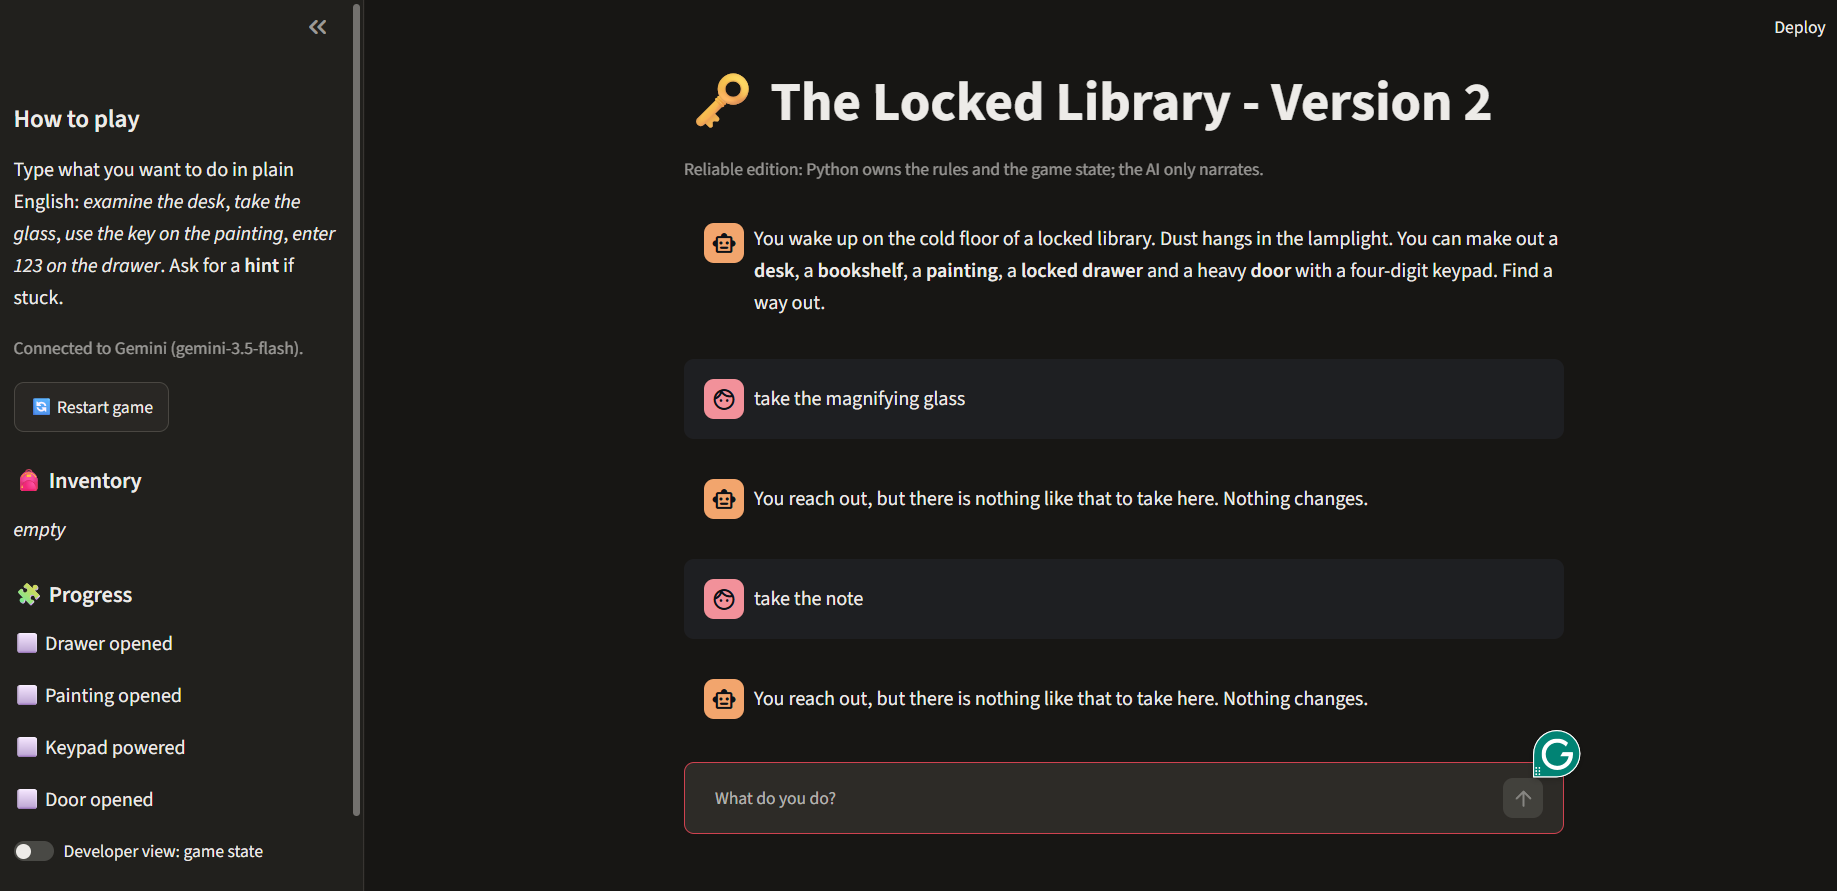 Deploy
How to play
Type what you want to do in plain
English: examine the desk, take the
glass, use the key on the painting, enter
123 on the drawer. Ask for a hint if
stuck.
Connected to Gemini (gemini-3.5-flash).
Restart game
Inventory
empty
Progress
Drawer opened
Painting opened
Keypad powered
Door opened
Developer view: game state
The Locked Library - Version 2
Reliable edition: Python owns the rules and the game state; the AI only narrates.
You wake up on the cold floor of a locked library. Dust hangs in the lamplight. You can make out a
desk, a bookshelf, a painting, a locked drawer and a heavy door with a four-digit keypad. Find a
way out.
take the magnifying glass
You reach out, but there is nothing like that to take here. Nothing changes.
take the note
You reach out, but there is nothing like that to take here. Nothing changes.
What do you do?